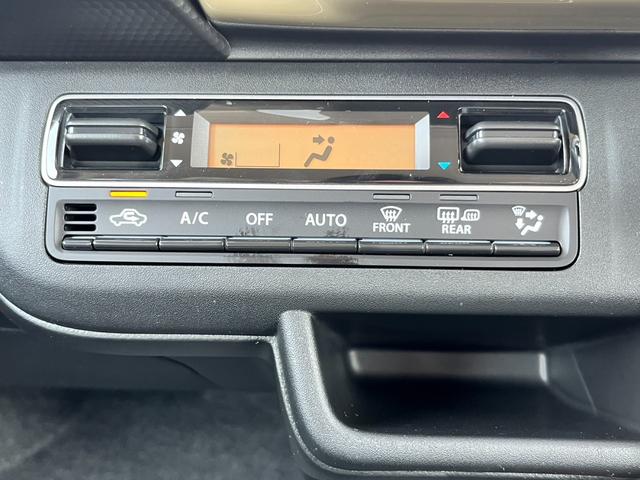 A/C OFF AUTO FRONT REAR